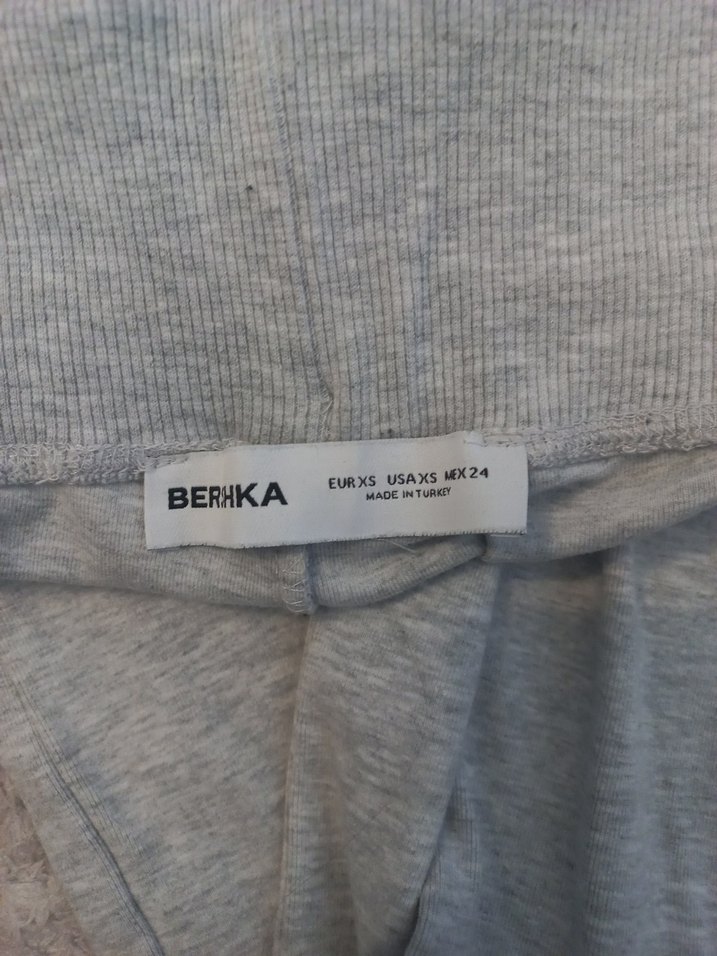 BERSHKA
EUR XS USA XS MEX 24
MADE IN TURKEY